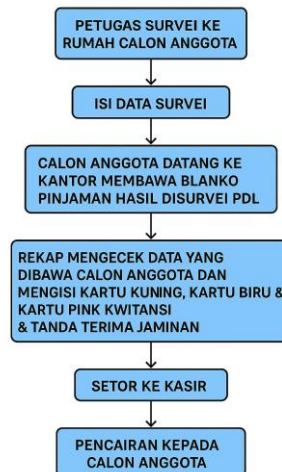 PETUGAS SURVEI KE
RUMAH CALON ANGGOTA
ISI DATA SURVEI
CALON ANGGOTA DATANG KE
KANTOR MEMBAWA BLANKO
PINJAMAN HASIL DISURVEI PDL
REKAP MENGECEK DATA YANG
DIBAWA CALON ANGGOTA DAN
MENGISI KARTU KUNING, KARTU BIRU &
KARTU PINK KWITANSI
& TANDA TERIMA JAMINAN
SETOR KE KASIR
PENCAIRAN KEPADA
CALON ANGGOTA